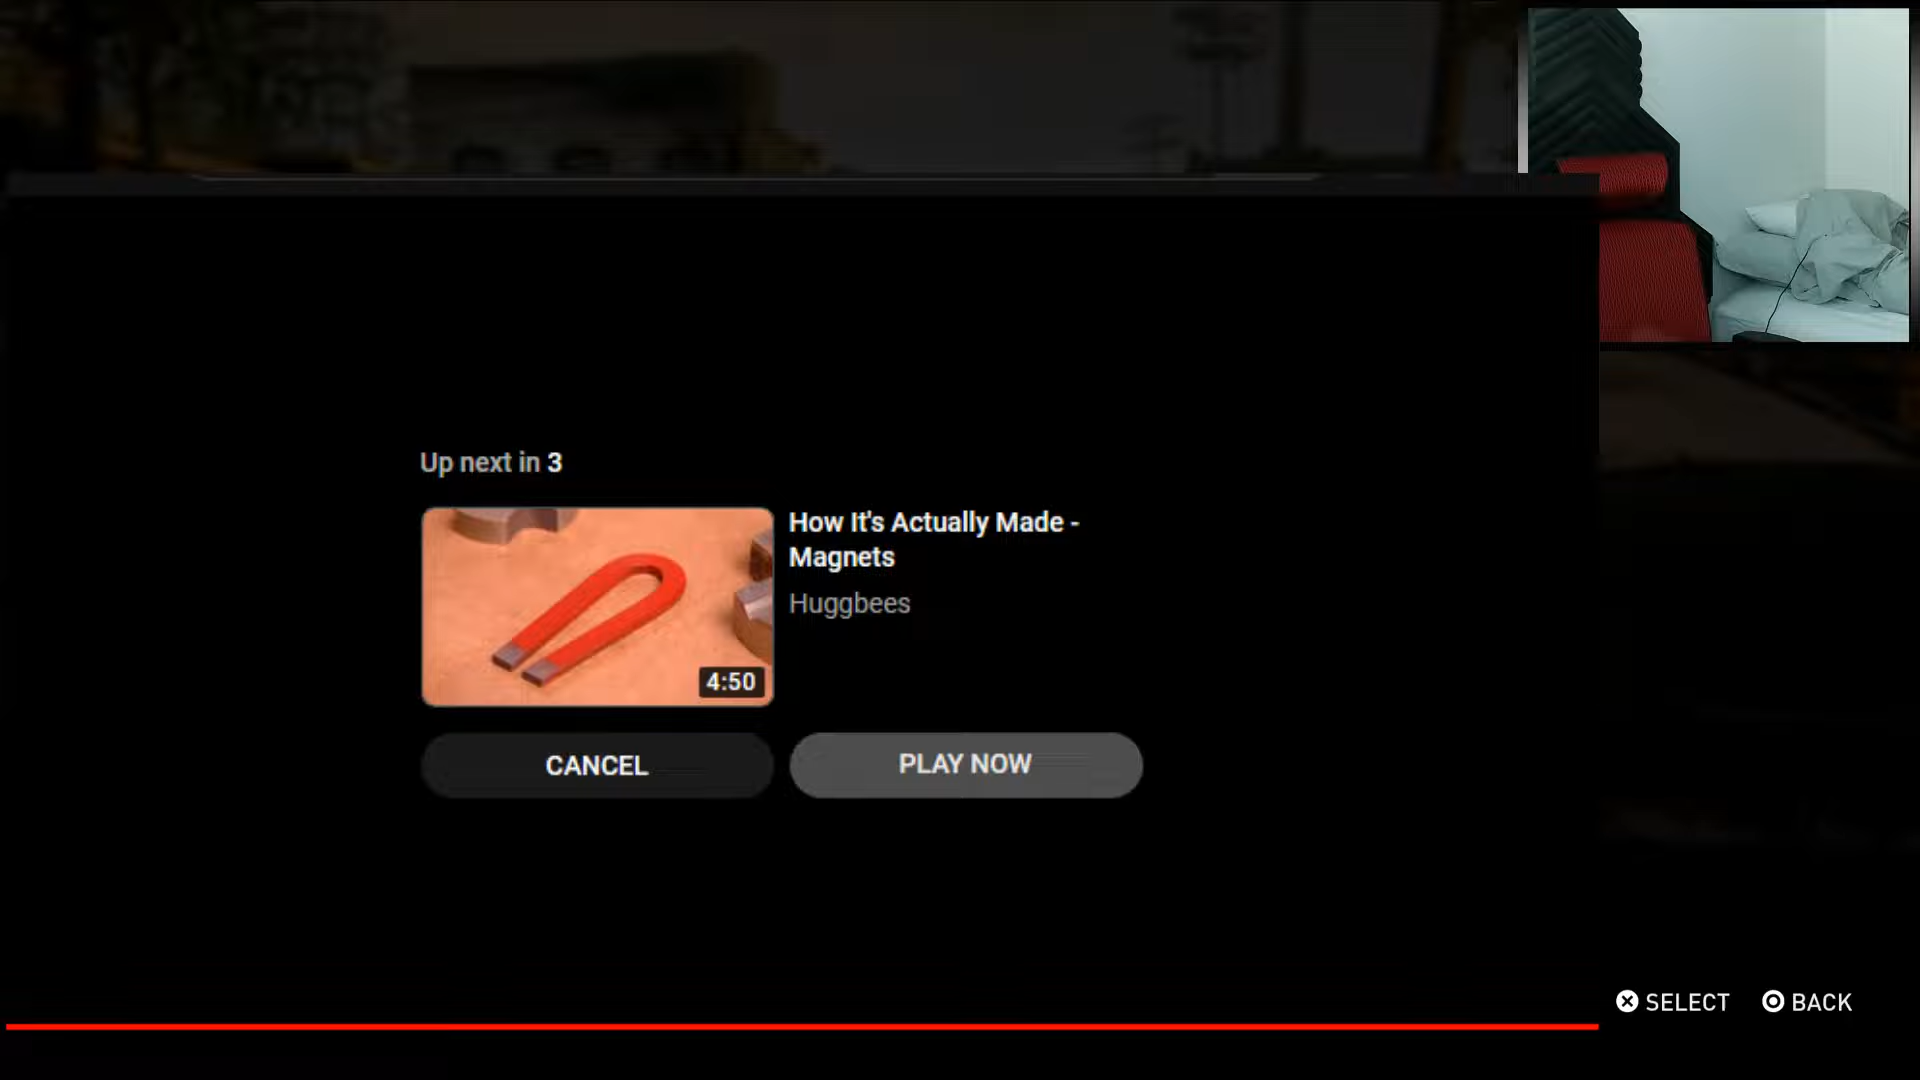 Up next in 3
How It's Actually Made -
Magnets
Huggbees
4:50
CANCEL
PLAY NOW
SELECT
BACK